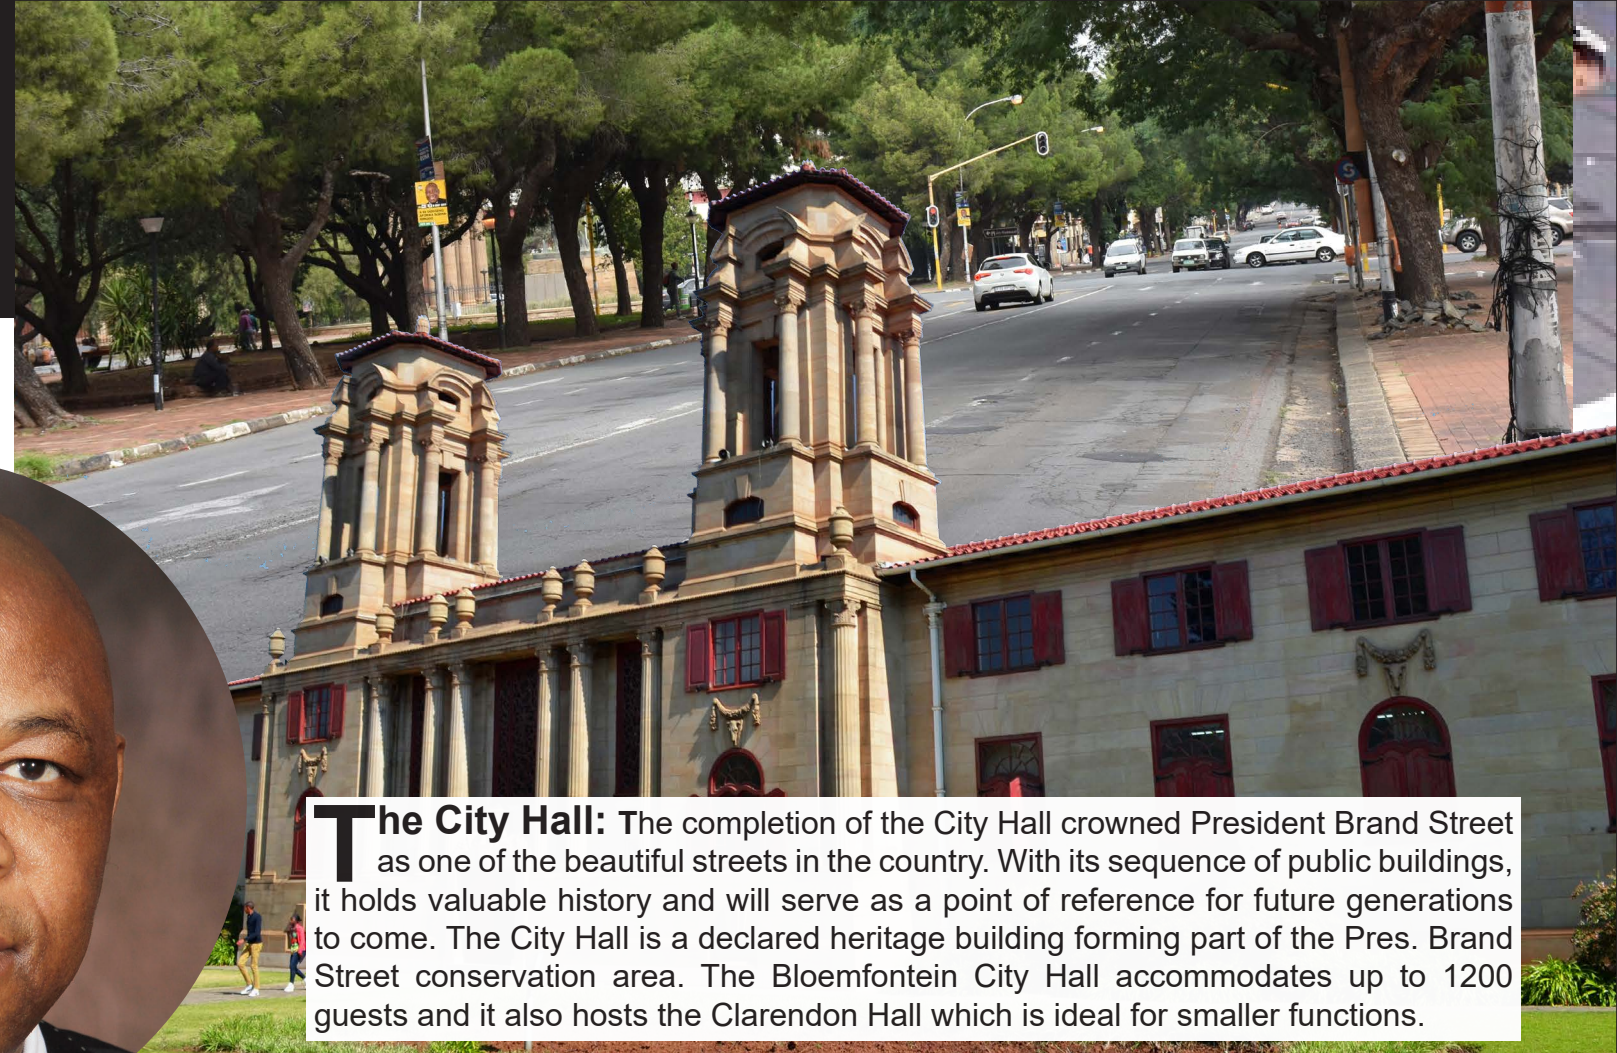 The City Hall: The completion of the City Hall crowned President Brand Street
as one of the beautiful streets in the country. With its sequence of public buildings,
it holds valuable history and will serve as a point of reference for future generations
to come. The City Hall is a declared heritage building forming part of the Pres. Brand
Street conservation area. The Bloemfontein City Hall accommodates up to 1200
guests and it also hosts the Clarendon Hall which is ideal for smaller functions.